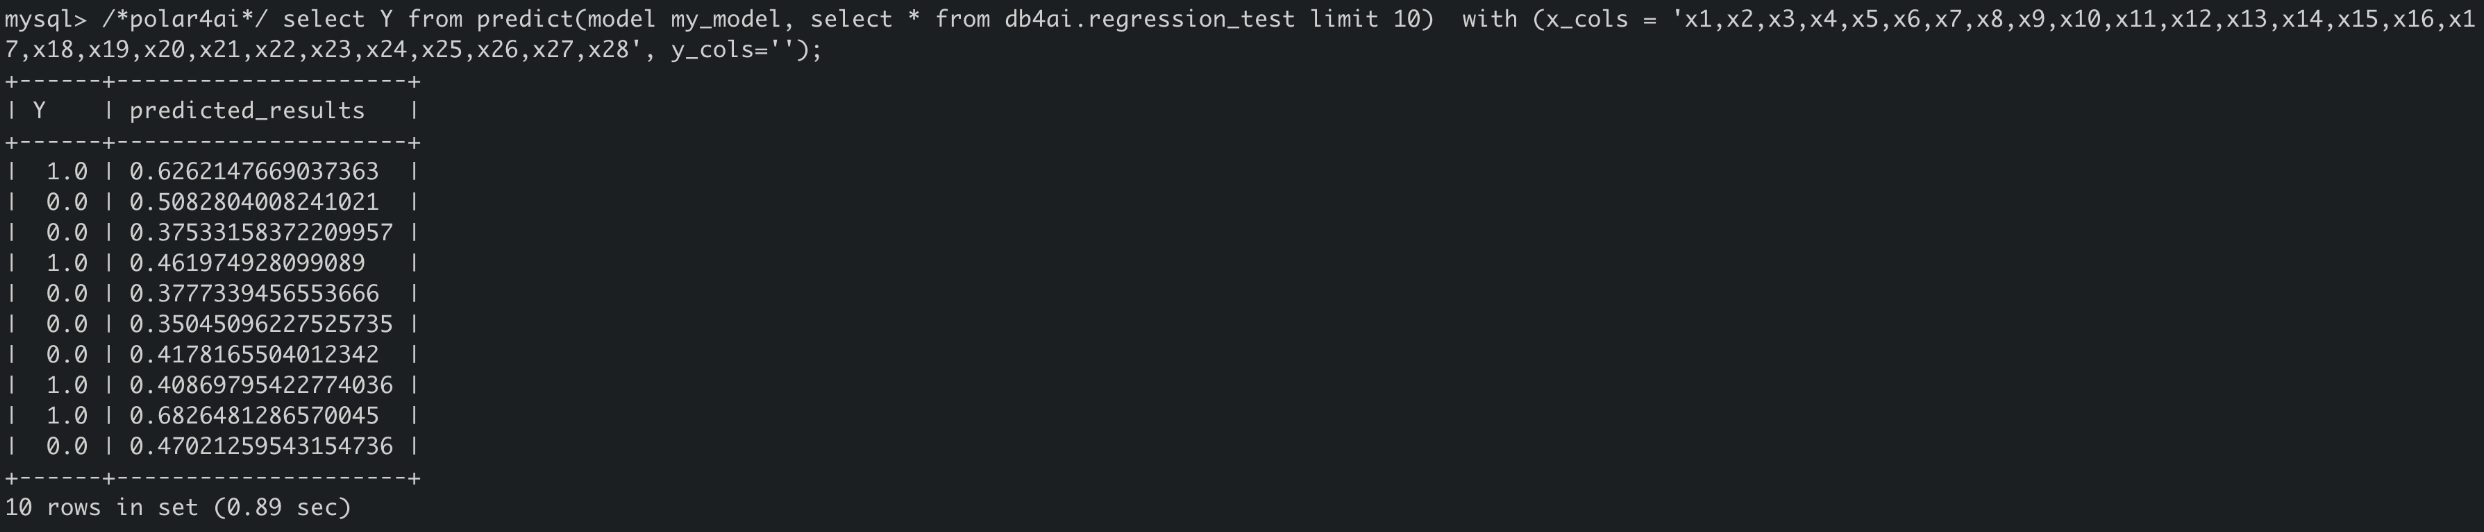 mysql> /*polar4ai*/ select Y from predict(model my_model, select * from db4ai.regression_test limit 10)  with (x_cols = 'x1,x2,x3,x4,x5,x6,x7,x8,x9,x10,x11,x12,x13,x14,x15,x16,x1
7,x18,x19,x20,x21,x22,x23,x24,x25,x26,x27,x28', y_cols='');
+------+---------------------+
| Y    | predicted_results   |
+------+---------------------+
|  1.0 | 0.6262147669037363  |
|  0.0 | 0.5082804008241021  |
|  0.0 | 0.37533158372209957 |
|  1.0 | 0.461974928099089   |
|  0.0 | 0.3777339456553666  |
|  0.0 | 0.35045096227525735 |
|  0.0 | 0.4178165504012342  |
|  1.0 | 0.40869795422774036 |
|  1.0 | 0.6826481286570045  |
|  0.0 | 0.47021259543154736 |
+------+---------------------+
10 rows in set (0.89 sec)